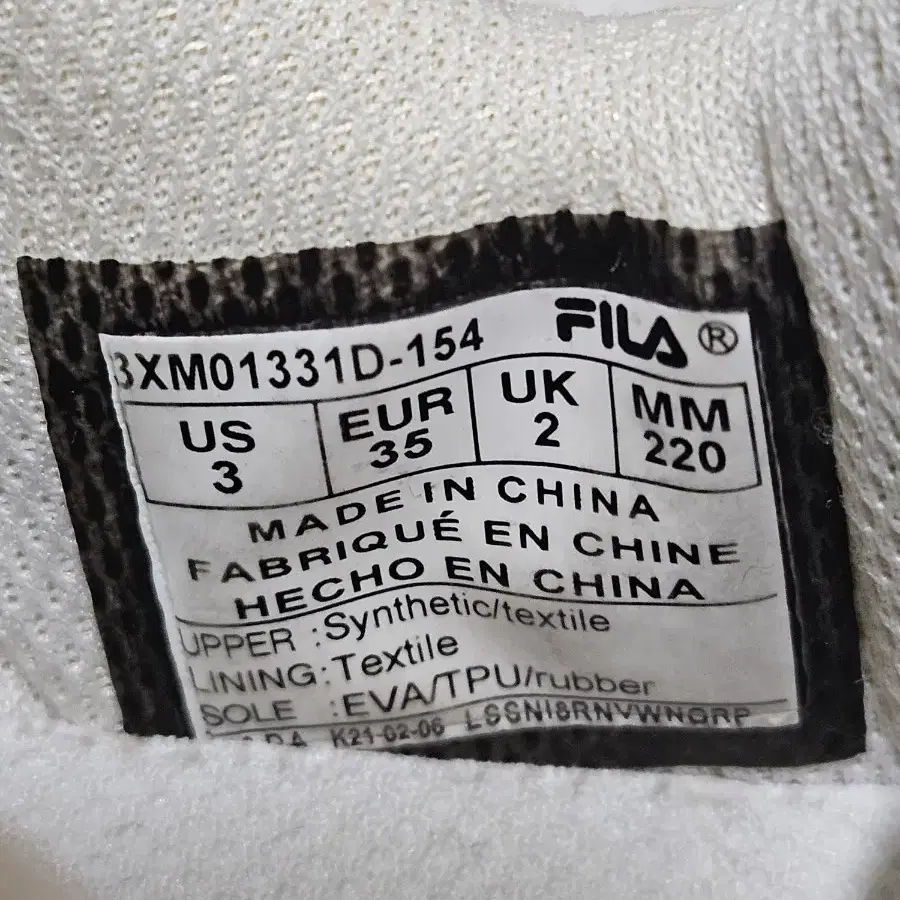 3XM01331D-154 FILA®
US EUR UK MM
3 35 2 220
MADE IN CHINA
FABRIQUÉ EN CHINE
HECHO EN CHINA
UPPER :Synthetic/textile
LINING:Textile
SOLE :EVA/TPU/rubber
K21-02-06